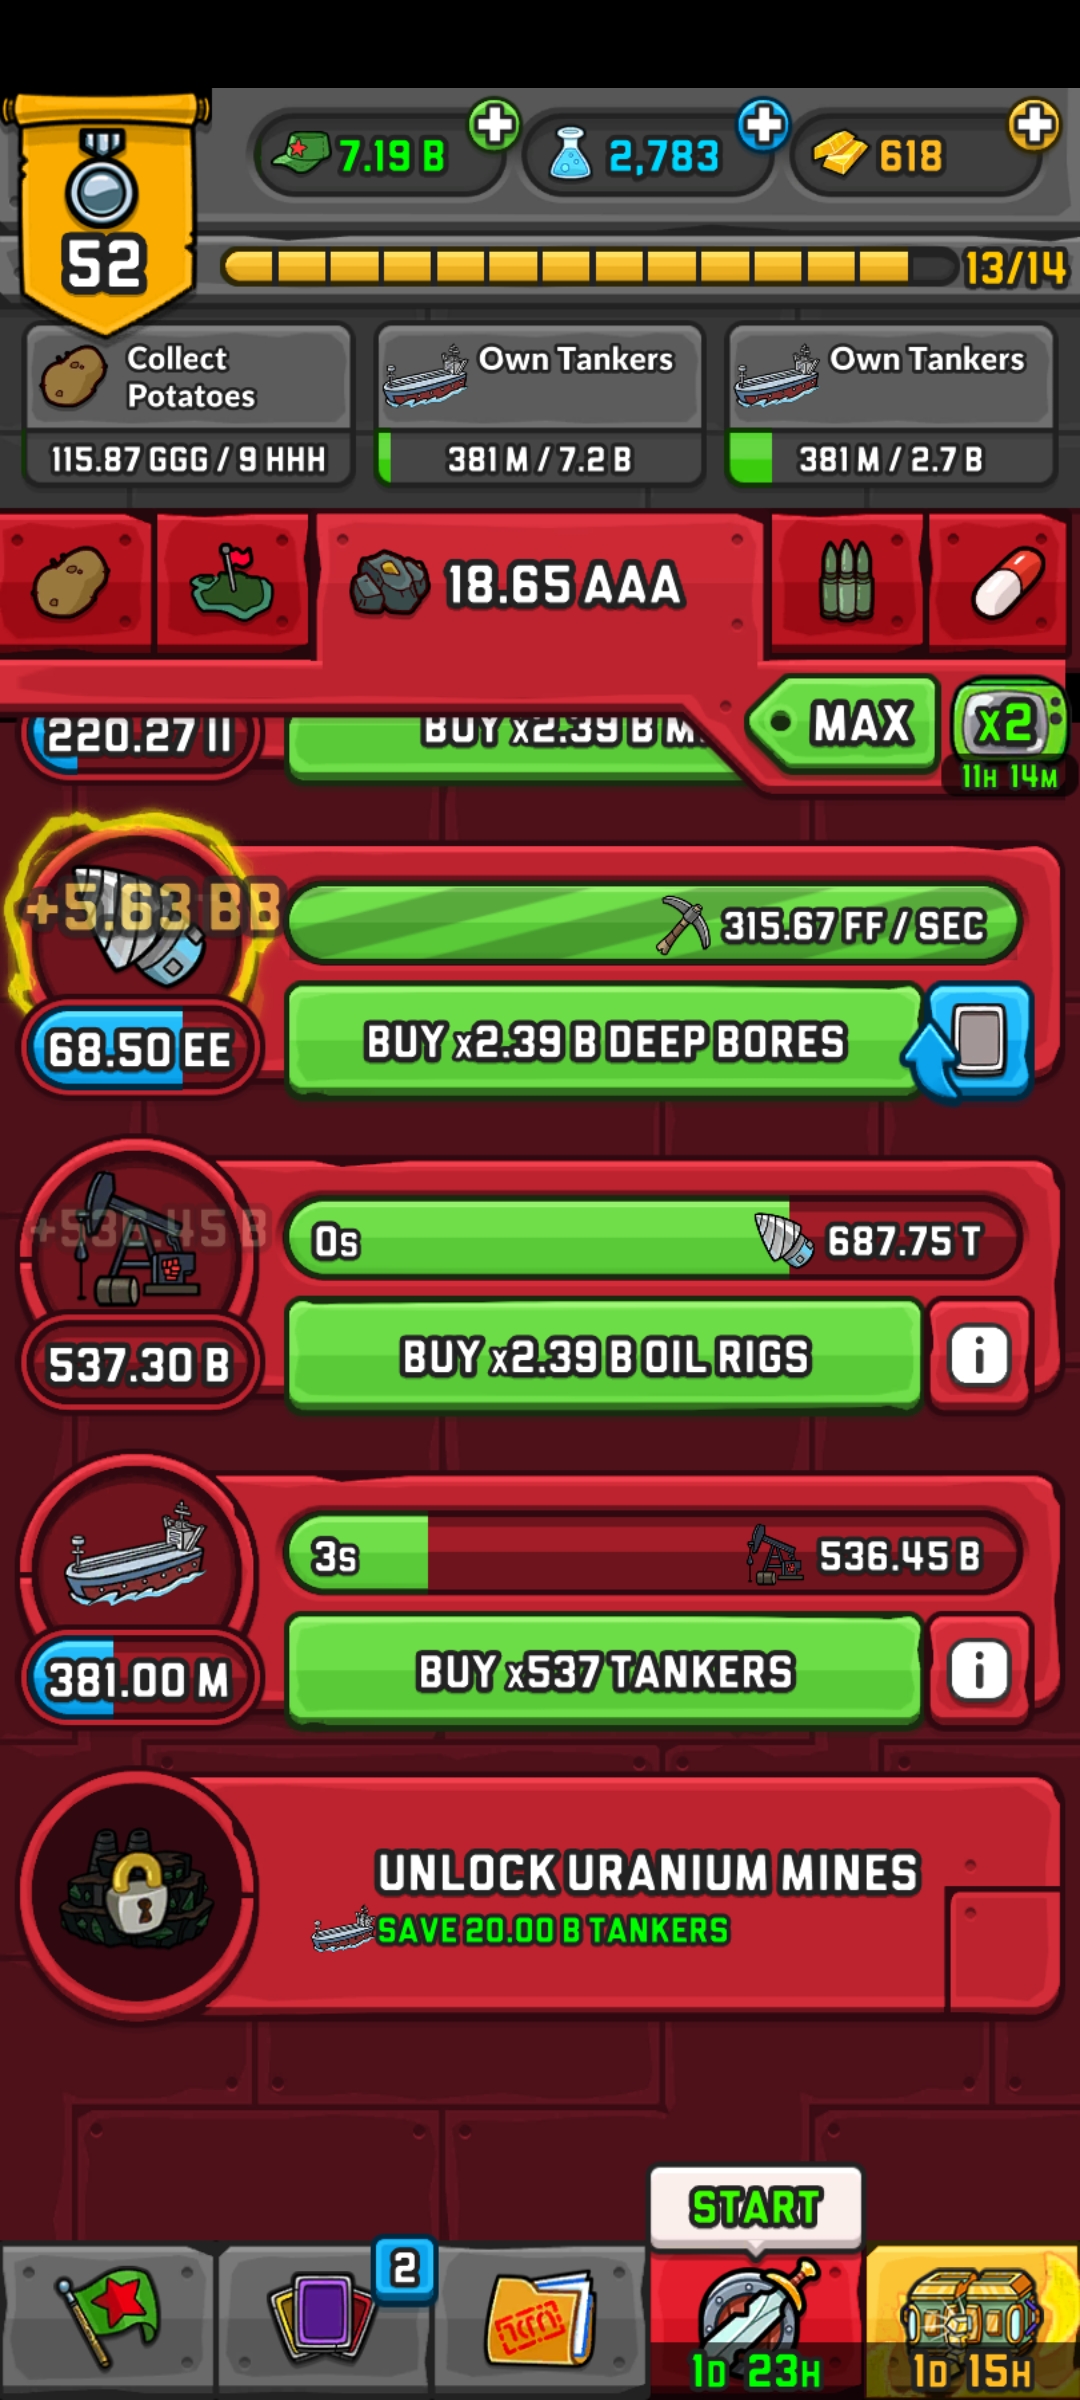 7.19 B
2,783
618
52
13/14
Collect
Potatoes
115.87 GGG / 9 HHH
Own Tankers
381 M / 7.2 B
Own Tankers
381 M / 2.7 B
18.65 AAA
MAX
x2
11H 14M
220.27 II
BUY x2.39 B M
+5.63 BB
315.67 FF / SEC
68.50 EE
BUY x2.39 B DEEP BORES
+536.45 B
0s
687.75 T
537.30 B
BUY x2.39 B OIL RIGS
i
3s
536.45 B
381.00 M
BUY x537 TANKERS
i
UNLOCK URANIUM MINES
SAVE 20.00 B TANKERS
START
2
1D 23H
1D 15H